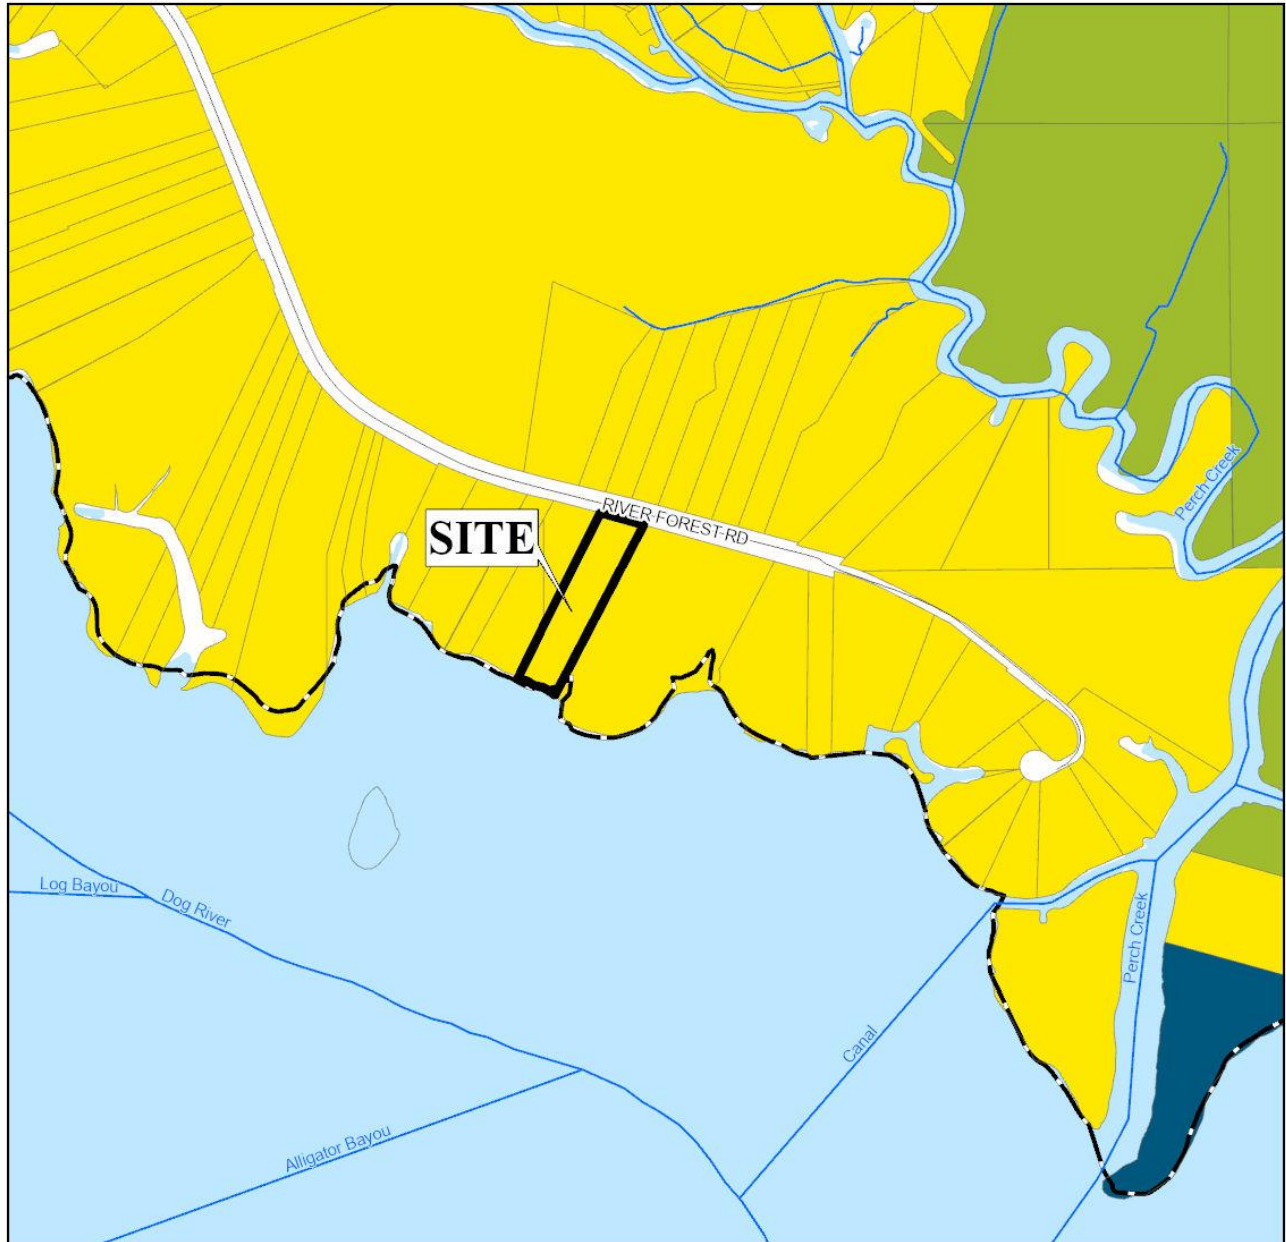 RIVER FOREST RD
SITE
Perch Creek
Log Bayou
Dog River
Perch Creek
Canal
Alligator Bayou